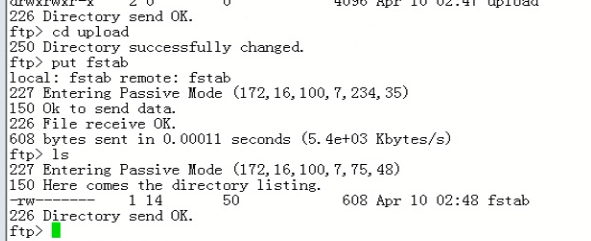 drwxrwxr-x 2 0 0 4096 Apr 10 02:47 upload
226 Directory send OK.
ftp> cd upload
250 Directory successfully changed.
ftp> put fstab
local: fstab remote: fstab
227 Entering Passive Mode (172,16,100,7,234,35)
150 Ok to send data.
226 File receive OK.
608 bytes sent in 0.00011 seconds (5.4e+03 Kbytes/s)
ftp> ls
227 Entering Passive Mode (172,16,100,7,75,48)
150 Here comes the directory listing.
-rw------- 1 14 50 608 Apr 10 02:48 fstab
226 Directory send OK.
ftp>